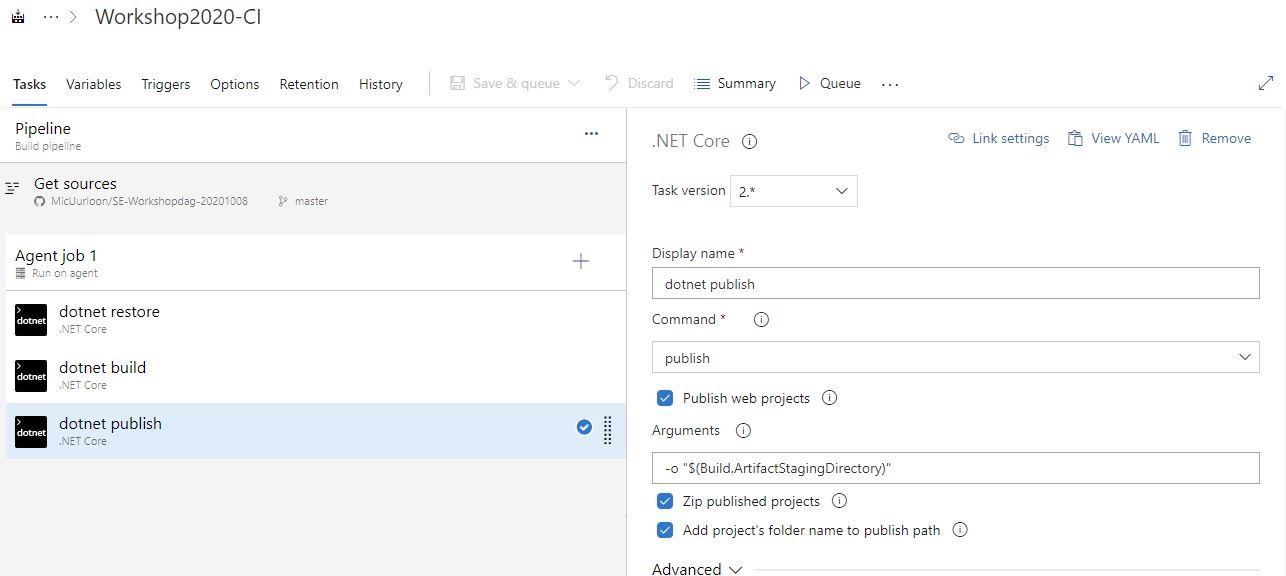 ··· > Workshop2020-CI
Tasks Variables Triggers Options Retention History Save & queue Discard Summary Queue ...
Pipeline ...
Build pipeline
Get sources
MicUurloon/SE-Workshopdag-20201008 master
Agent job 1 +
Run on agent
dotnet
dotnet restore
.NET Core
dotnet
dotnet build
.NET Core
dotnet
dotnet publish
.NET Core
.NET Core Link settings View YAML Remove
Task version 2.*
Display name *
dotnet publish
Command *
publish
Publish web projects
Arguments
-o "$(Build.ArtifactStagingDirectory)"
Zip published projects
Add project's folder name to publish path
Advanced